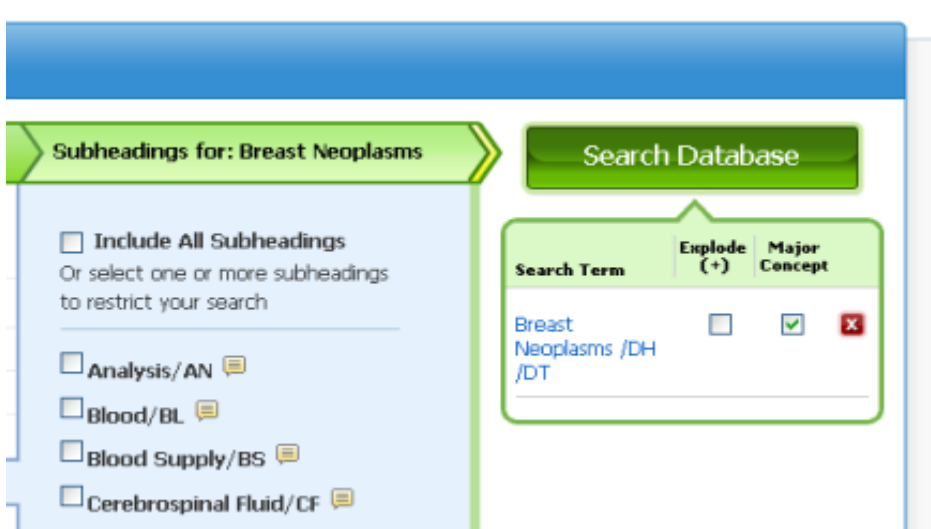 Subheadings for: Breast Neoplasms
Include All Subheadings
Or select one or more subheadings
to restrict your search
Analysis/AN
Blood/BL
Blood Supply/BS
Cerebrospinal Fluid/CF
Search Database
Search Term
Explode
(+)
Major
Concept
Breast
Neoplasms /DH
/DT